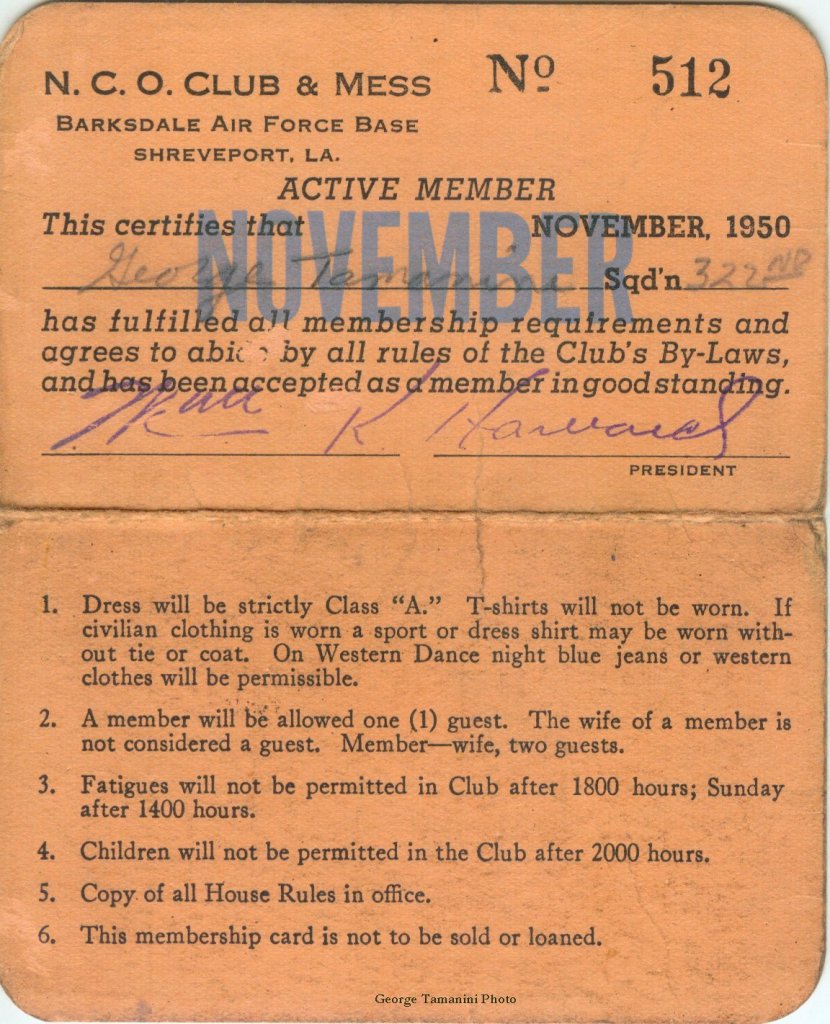 N. C. O. CLUB & MESS Nº 512
BARKSDALE AIR FORCE BASE
SHREVEPORT, LA.
ACTIVE MEMBER
This certifies that NOVEMBER, 1950
NOVEMBER
George Tamanini Sqd'n 322ND
has fulfilled all membership requirements and
agrees to abide by all rules of the Club's By-Laws,
and has been accepted as a member in good standing.
K. Harward
PRESIDENT
1. Dress will be strictly Class "A." T-shirts will not be worn. If
civilian clothing is worn a sport or dress shirt may be worn with-
out tie or coat. On Western Dance night blue jeans or western
clothes will be permissible.
2. A member will be allowed one (1) guest. The wife of a member is
not considered a guest. Member—wife, two guests.
3. Fatigues will not be permitted in Club after 1800 hours; Sunday
after 1400 hours.
4. Children will not be permitted in the Club after 2000 hours.
5. Copy of all House Rules in office.
6. This membership card is not to be sold or loaned.
George Tamanini Photo